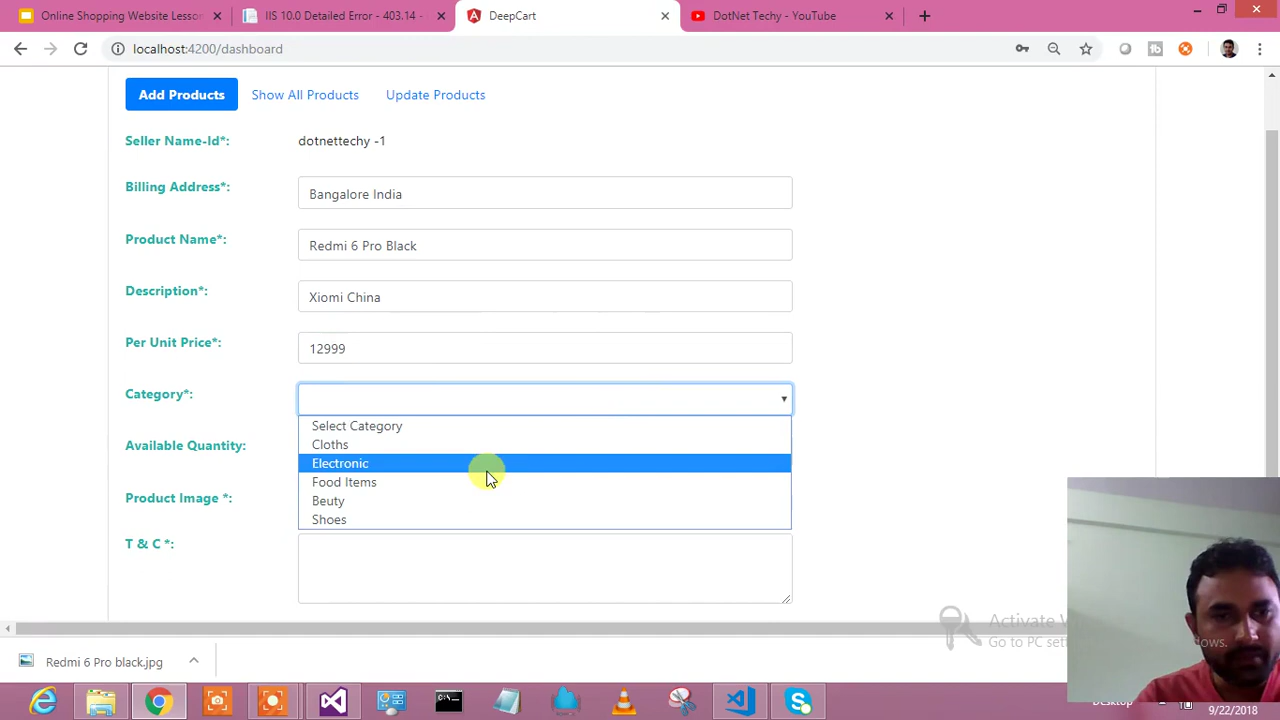 Online Shopping Website Lesson
IIS 10.0 Detailed Error - 403.14 -
DeepCart
DotNet Techy - YouTube
localhost:4200/dashboard
Add Products
Show All Products
Update Products
Seller Name-Id*:
dotnettechy -1
Billing Address*:
Bangalore India
Product Name*:
Redmi 6 Pro Black
Description*:
Xiomi China
Per Unit Price*:
12999
Category*:
Select Category
Cloths
Electronic
Food Items
Beuty
Shoes
Available Quantity:
Product Image *:
T & C *:
Activate W
Go to PC sett
ndows.
Redmi 6 Pro black.jpg
Desktop
9/22/2018